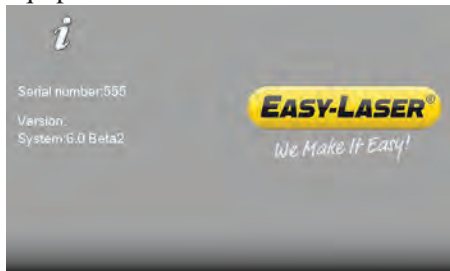 Serial number:555
Version:
System:6.0 Beta2
EASY-LASER®
We Make It Easy!